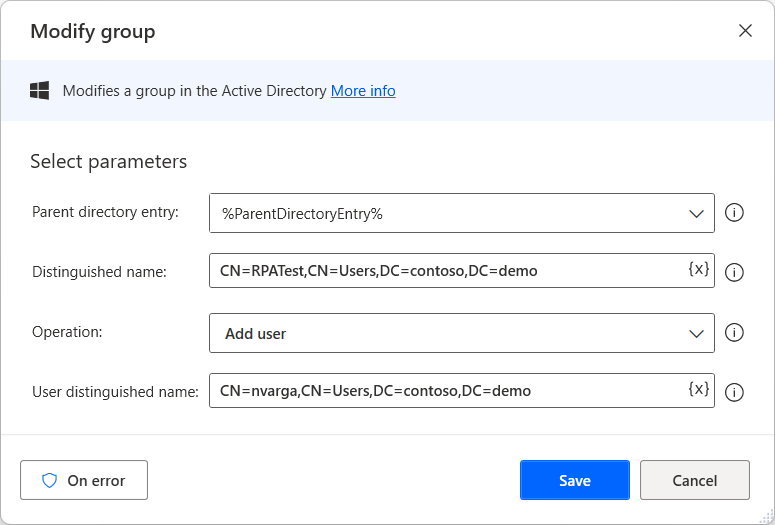 Modify group
Modifies a group in the Active Directory More info
Select parameters
Parent directory entry: %ParentDirectoryEntry%
Distinguished name: CN=RPATest,CN=Users,DC=contoso,DC=demo {x}
Operation: Add user
User distinguished name: CN=nvarga,CN=Users,DC=contoso,DC=demo {x}
On error Save Cancel